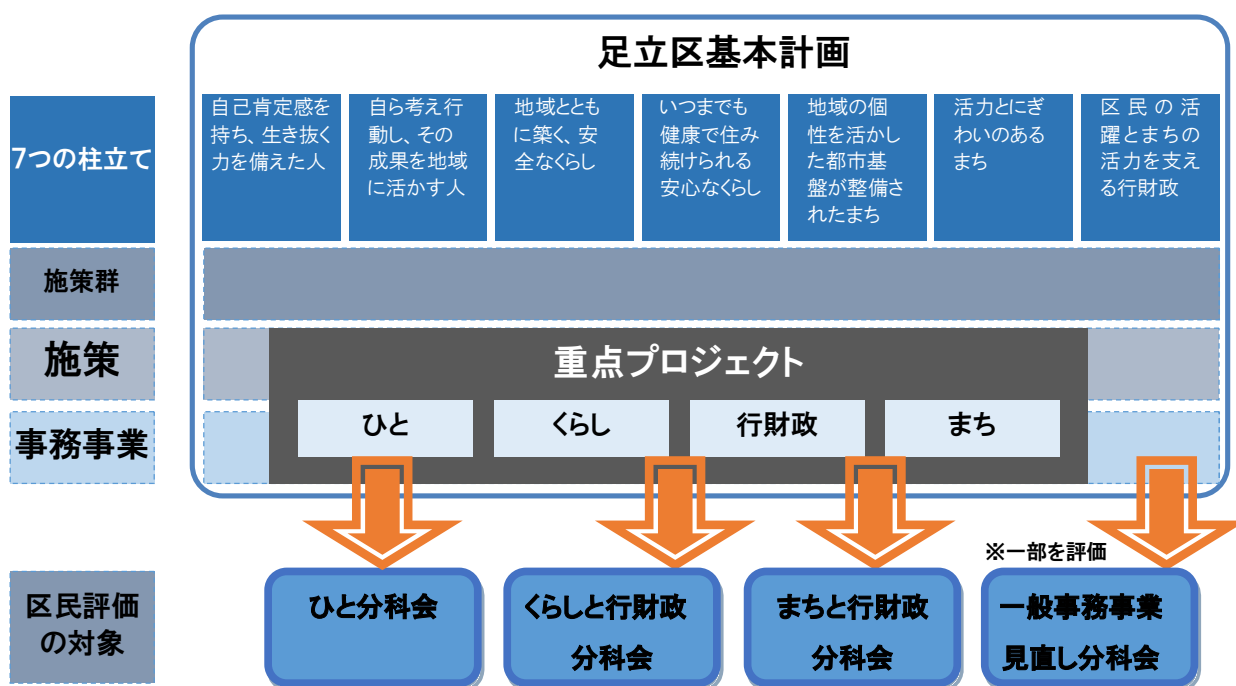 足立区基本計画
7つの柱立て
自己肯定感を
持ち、生き抜く
力を備えた人
自ら考え行
動し、その
成果を地域
に活かす人
地域ととも
に築く、安
全なくらし
いつまでも
健康で住み
続けられる
安心なくらし
地域の個
性を活かし
た都市基
盤が整備さ
れたまち
活力とにぎ
わいのある
まち
区民の活
躍とまちの
活力を支え
る行財政
施策群
施策
重点プロジェクト
事務事業
ひと
くらし
行財政
まち
※一部を評価
区民評価
の対象
ひと分科会
くらしと行財政
分科会
まちと行財政
分科会
一般事務事業
見直し分科会